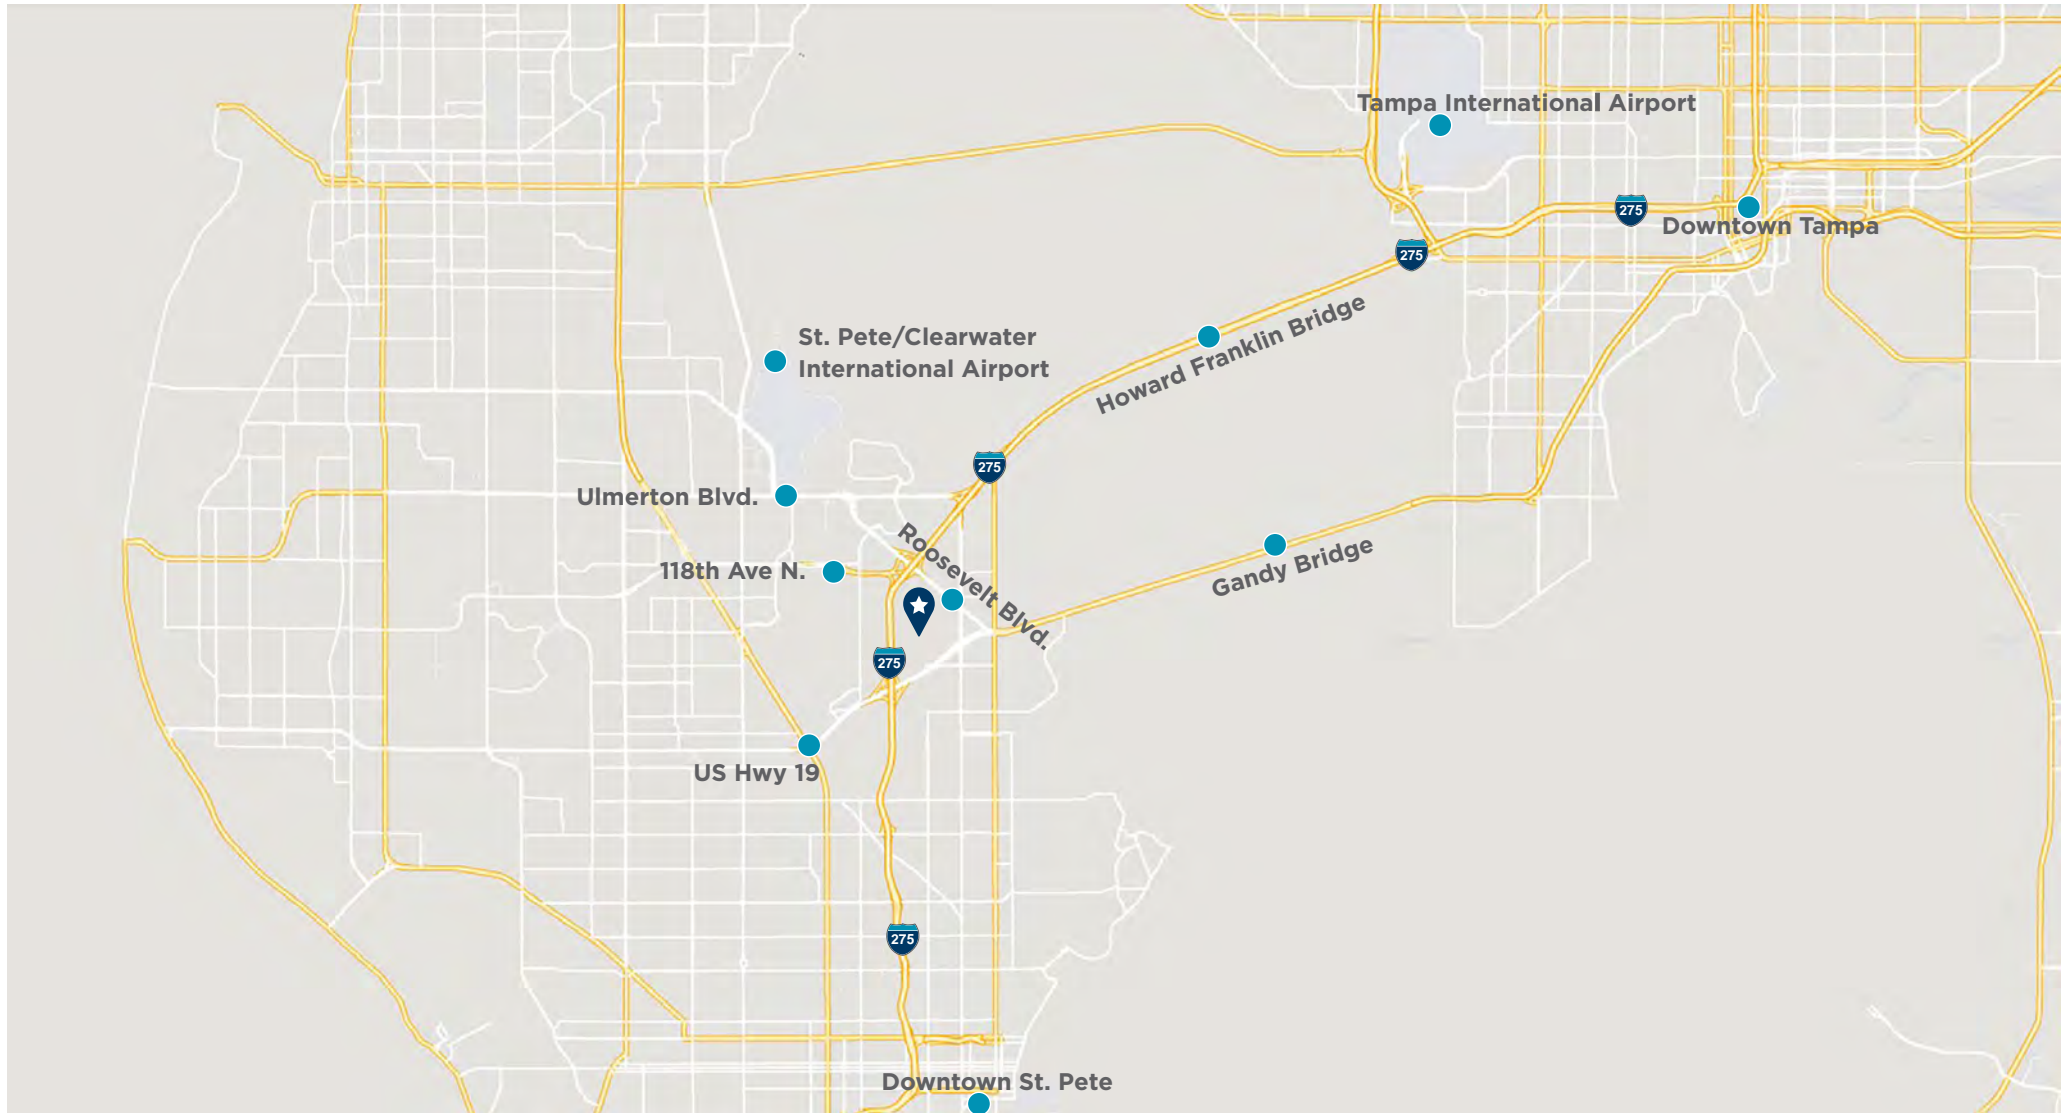 Tampa International Airport
275
Downtown Tampa
275
Howard Franklin Bridge
St. Pete/Clearwater
International Airport
275
Ulmerton Blvd.
Roosevelt Blvd.
118th Ave N.
Gandy Bridge
275
US Hwy 19
275
Downtown St. Pete